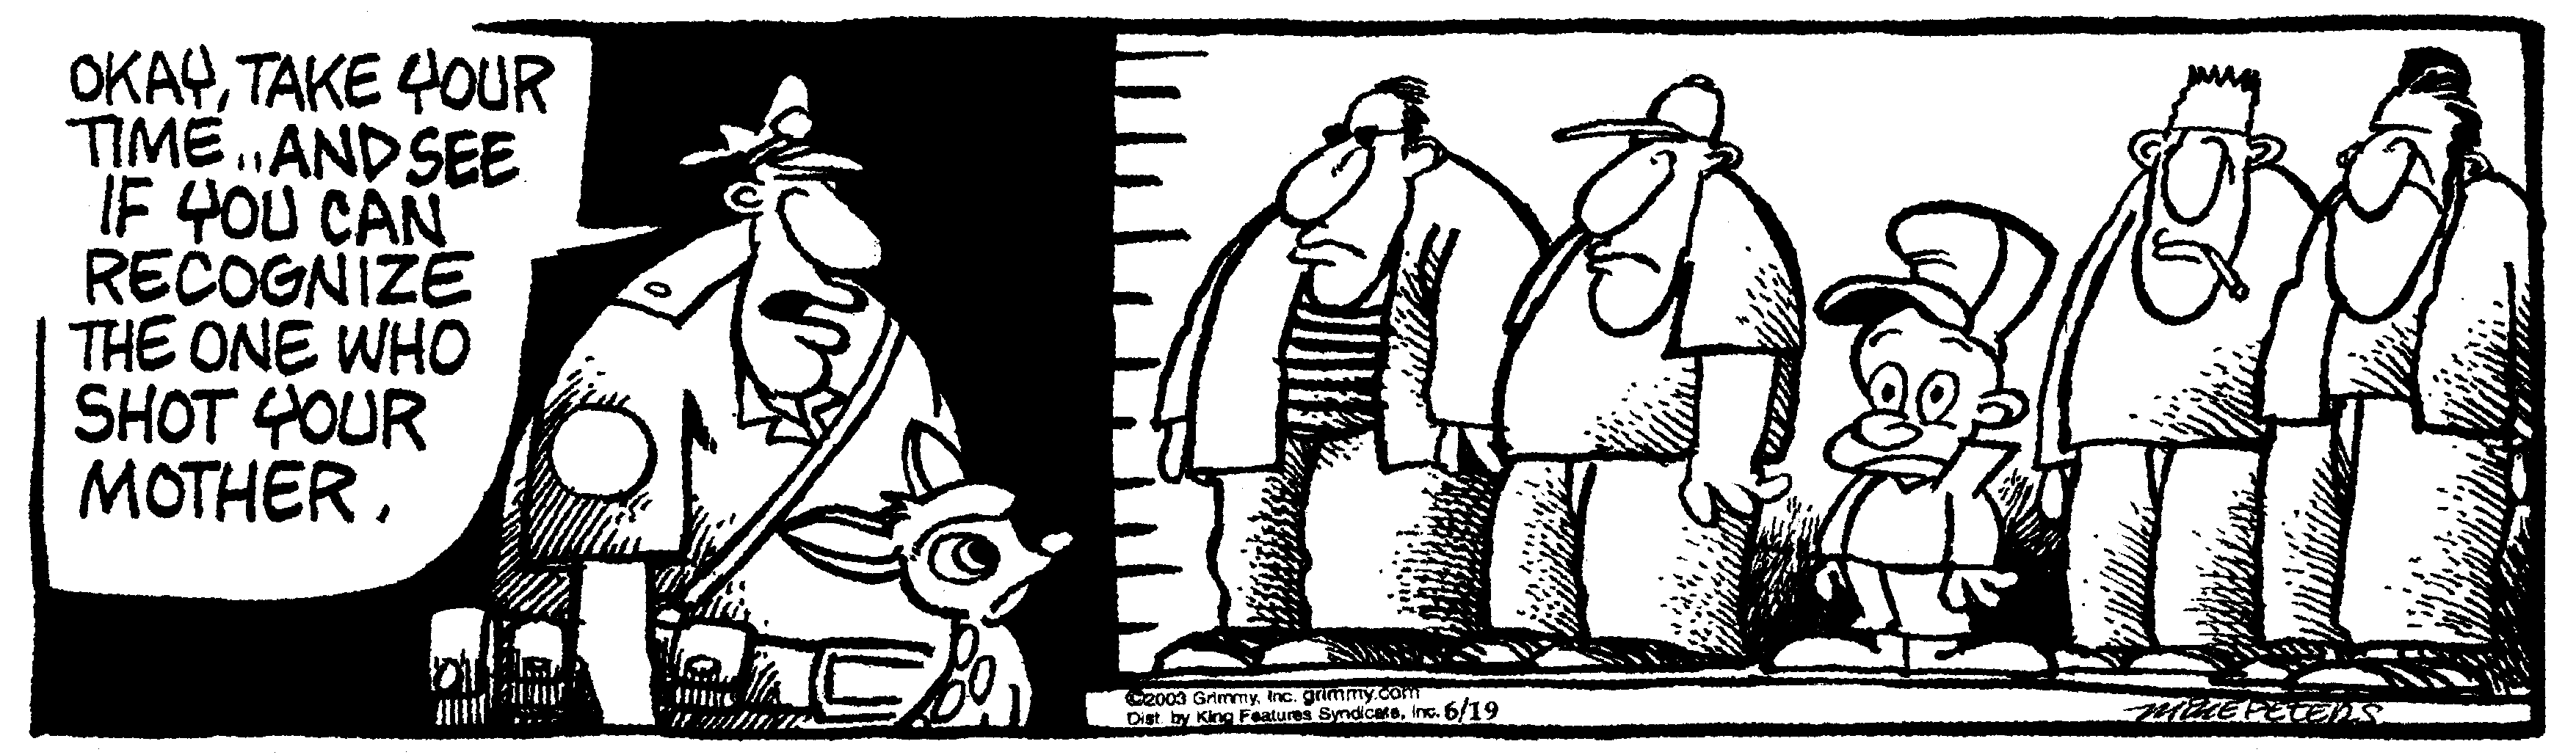 OKAY, TAKE YOUR
TIME.. AND SEE
IF YOU CAN
RECOGNIZE
THE ONE WHO
SHOT YOUR
MOTHER.
©2003 Grimmy, Inc. grimmy.com
Dist. by King Features Syndicate, Inc. 6/19
MIKE PETERS